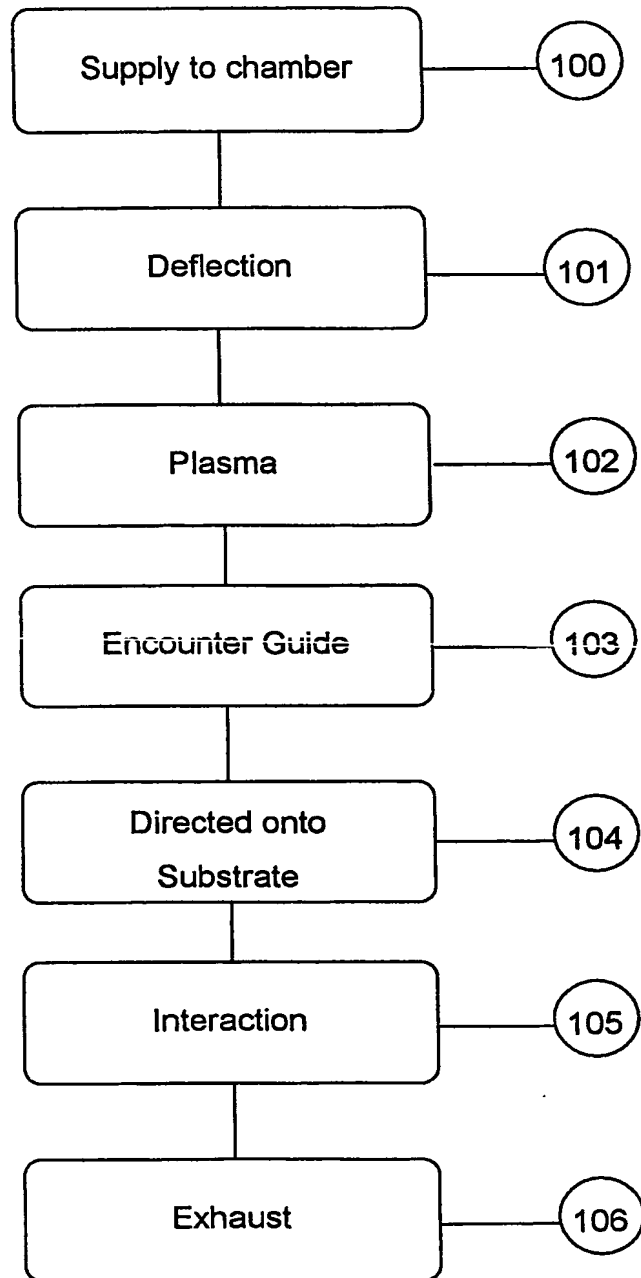 Supply to chamber
100
Deflection
101
Plasma
102
Encounter Guide
103
Directed onto
Substrate
104
Interaction
105
Exhaust
106